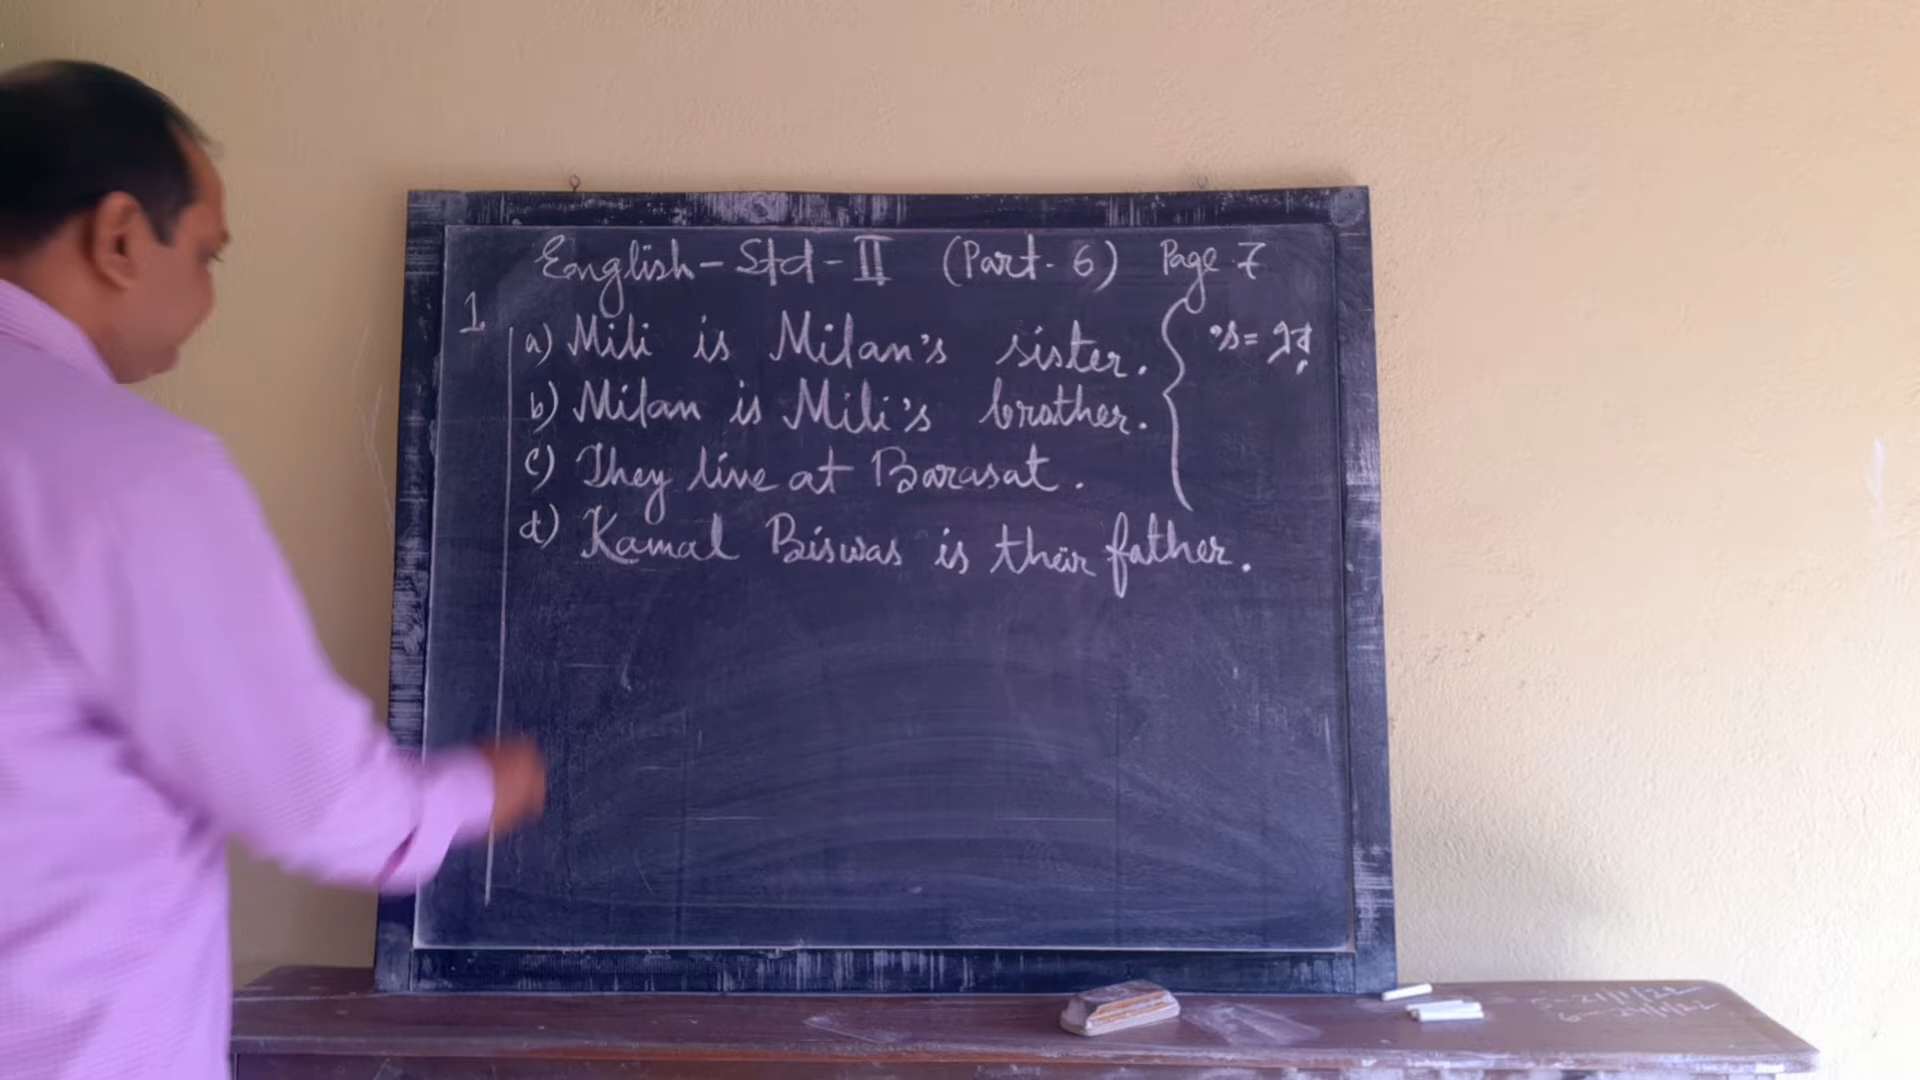 English - Std - II (Part - 6) Page 7
1
a) Mili is Milan's sister.
b) Milan is Mili's brother.
c) They live at Barasat.
d) Kamal Biswas is their father.
's =